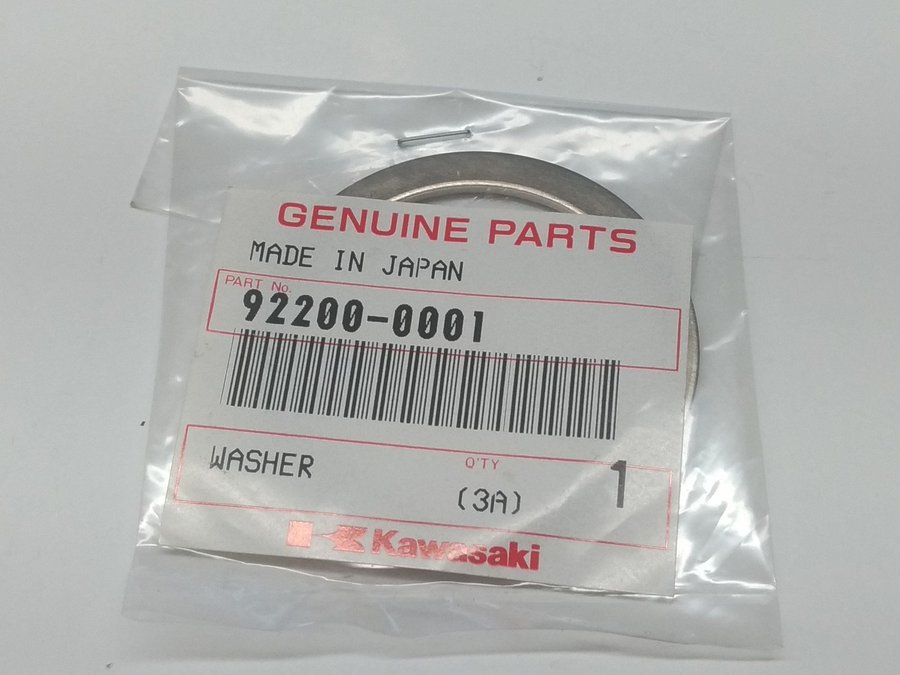 GENUINE PARTS
MADE IN JAPAN
PART No.
92200-0001
WASHER
Q'TY
1
(3A)
Kawasaki